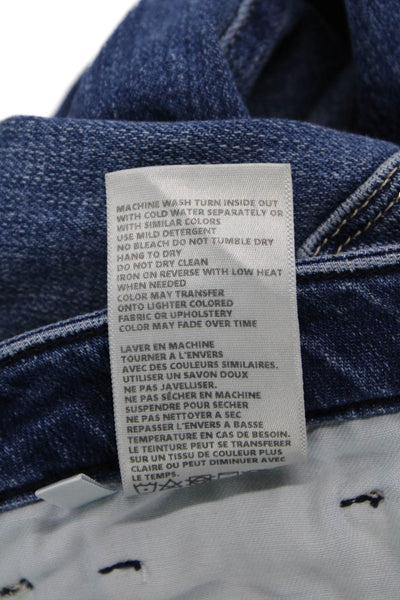 MACHINE WASH TURN INSIDE OUT
WITH COLD WATER SEPARATELY OR
WITH SIMILAR COLORS
USE MILD DETERGENT
NO BLEACH DO NOT TUMBLE DRY
HANG TO DRY
DO NOT DRY CLEAN
IRON ON REVERSE WITH LOW HEAT
WHEN NEEDED
COLOR MAY TRANSFER
ONTO LIGHTER COLORED
FABRIC OR UPHOLSTERY
COLOR MAY FADE OVER TIME
LAVER EN MACHINE
TOURNER A L'ENVERS
AVEC DES COULEURS SIMILAIRES.
UTILISER UN SAVON DOUX
NE PAS JAVELLISER.
NE PAS SÉCHER EN MACHINE
SUSPENDRE POUR SECHER
NE PAS NETTOYER A SEC
REPASSER L'ENVERS A BASSE
TEMPERATURE EN CAS DE BESOIN.
LE TEINTURE PEUT SE TRANSFERER
SUR UN TISSU DE COULEUR PLUS
CLAIRE OU PEUT DIMINUER AVEC
LE TEMPS.